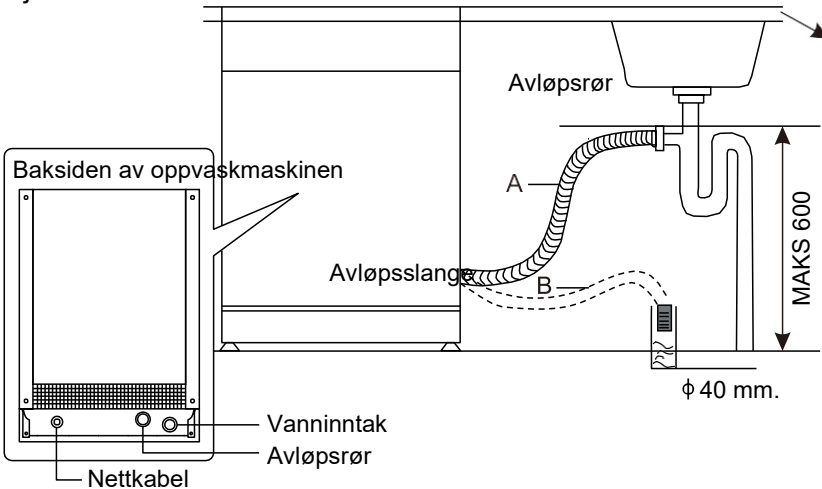 Avløpsrør
Baksiden av oppvaskmaskinen
A
MAKS 600
Avløpsslange
B
ϕ 40 mm.
Vanninntak
Avløpsrør
Nettkabel